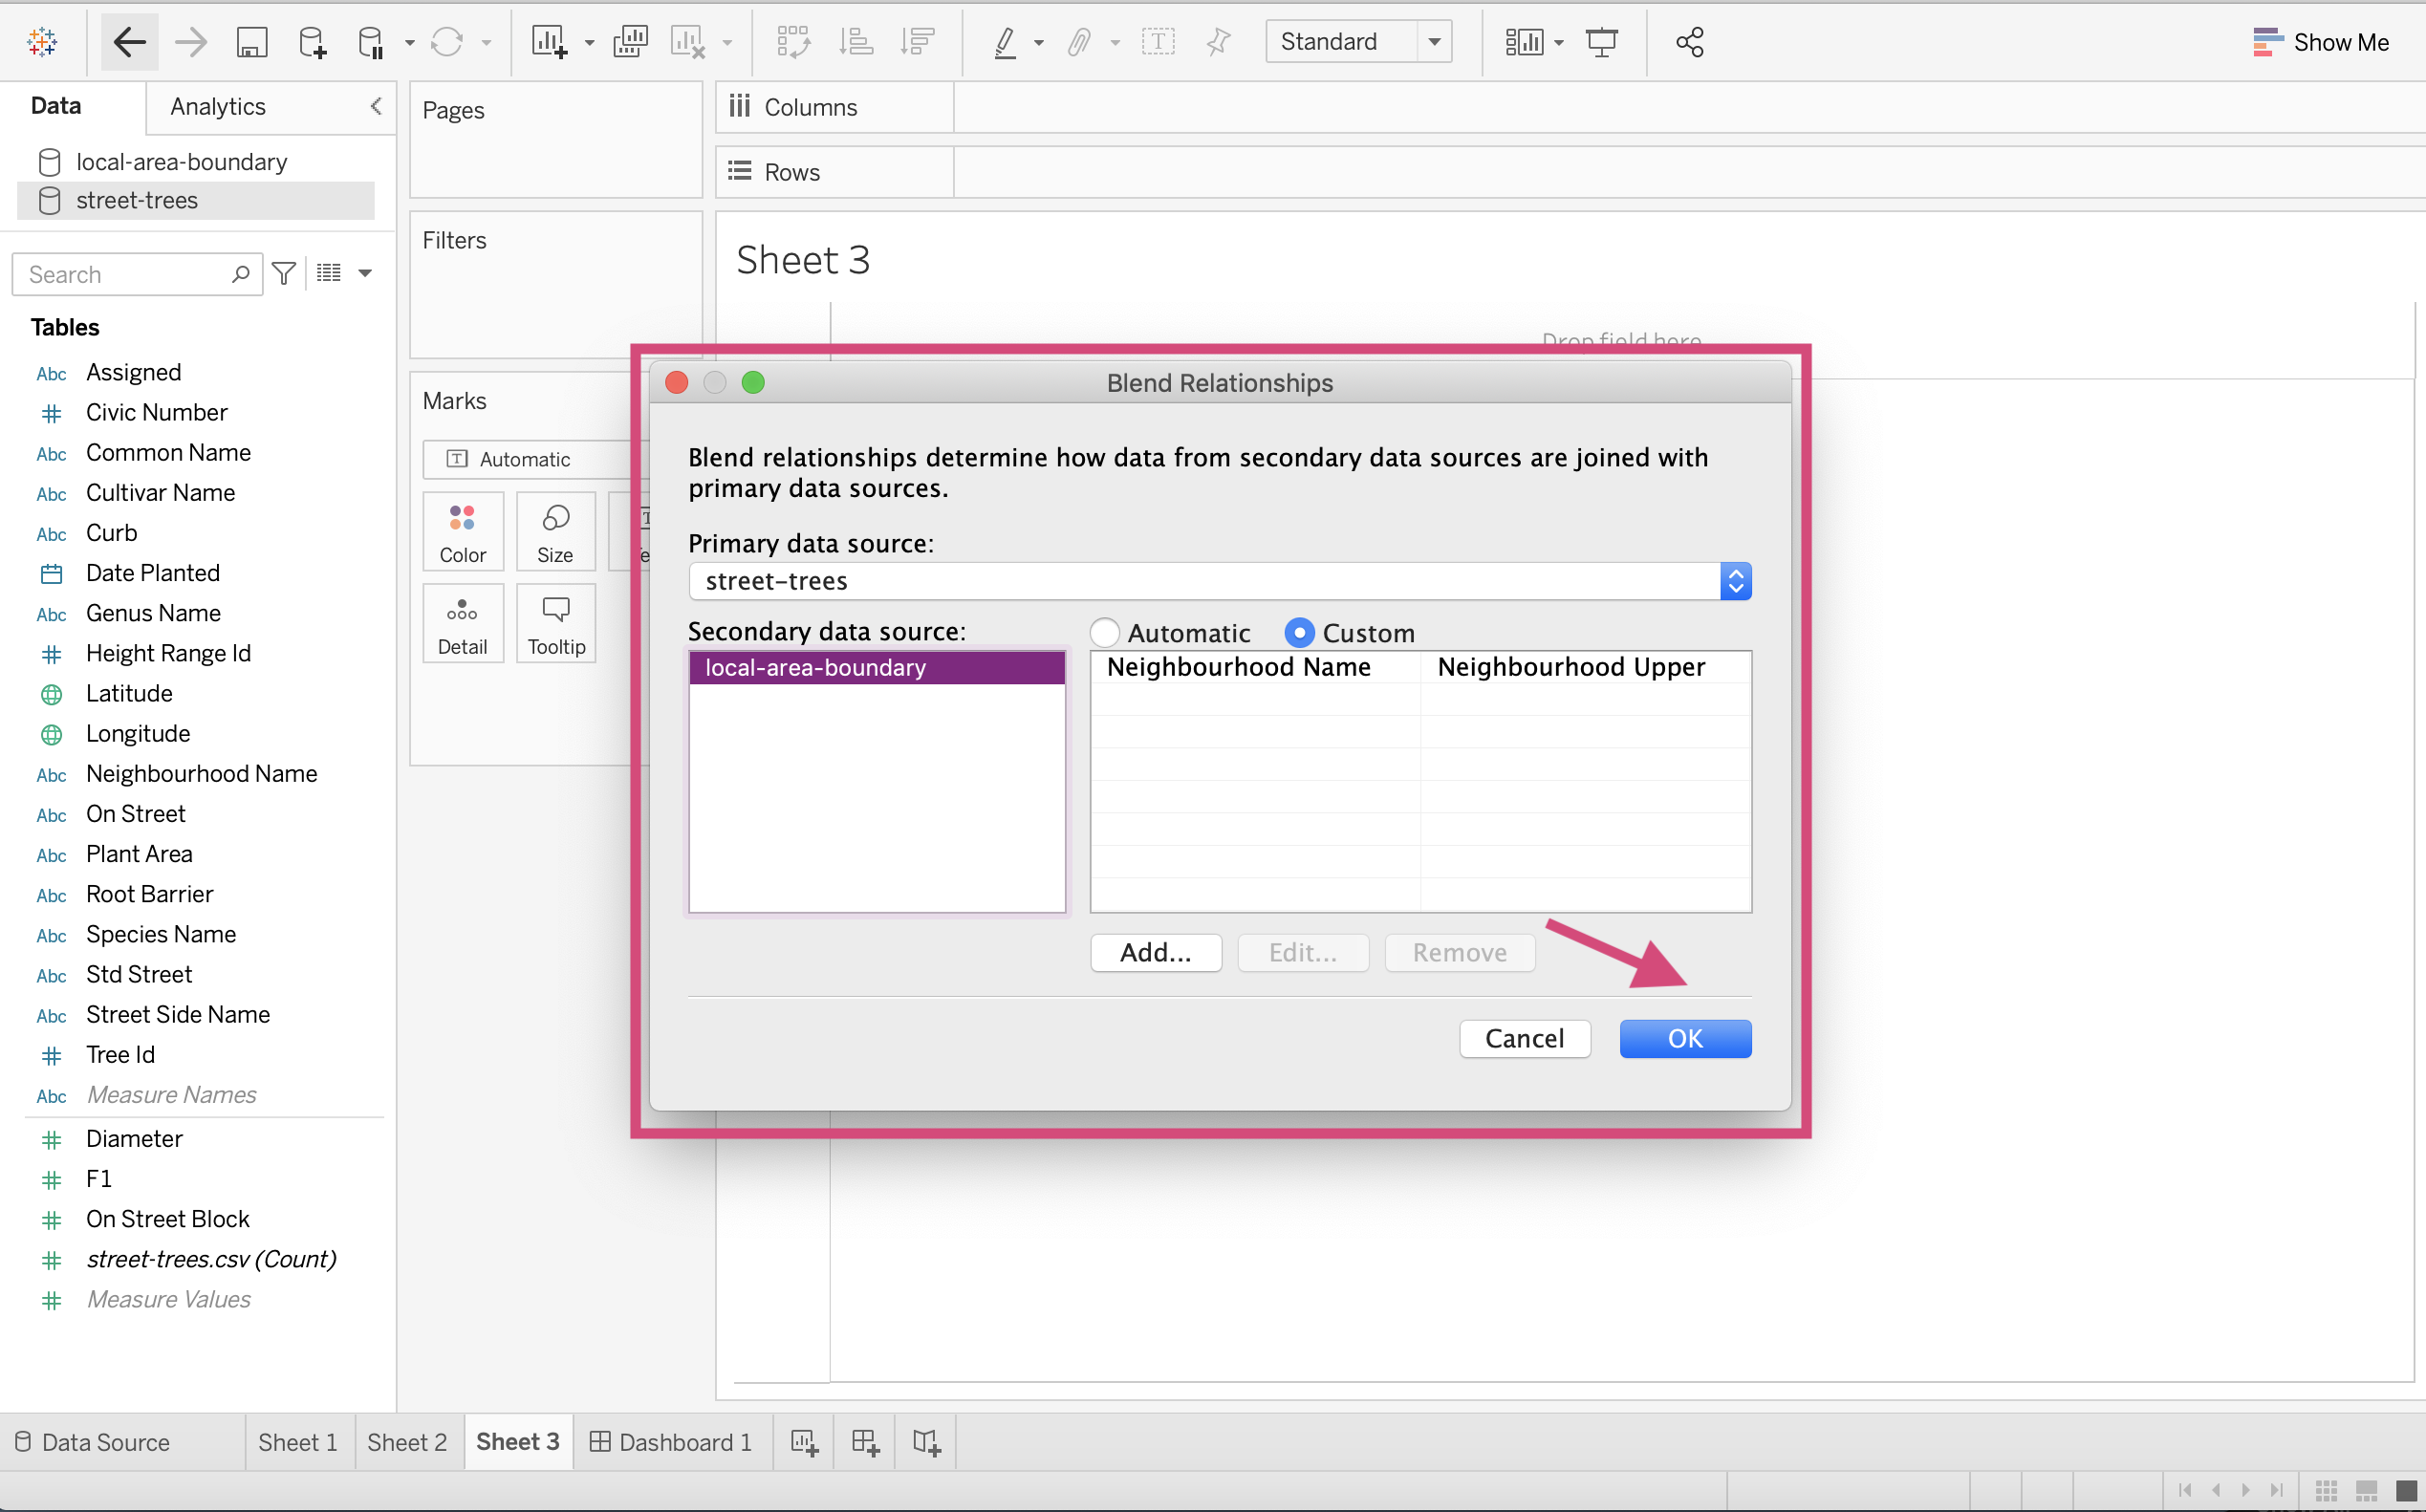 Standard
Show Me
Data
Analytics
local-area-boundary
street-trees
Search
Tables
Abc Assigned
Civic Number
Abc Common Name
Abc Cultivar Name
Abc Curb
Date Planted
Abc Genus Name
Height Range Id
Latitude
Longitude
Abc Neighbourhood Name
Abc On Street
Abc Plant Area
Abc Root Barrier
Abc Species Name
Abc Std Street
Abc Street Side Name
Tree Id
Abc Measure Names
Diameter
F1
On Street Block
street-trees.csv (Count)
Measure Values
Pages
Filters
Marks
Automatic
Color
Size
Detail
Tooltip
Columns
Rows
Sheet 3
Drop field here
Blend Relationships
Blend relationships determine how data from secondary data sources are joined with
primary data sources.
Primary data source:
street-trees
Secondary data source:
Automatic
Custom
local-area-boundary
Neighbourhood Name
Neighbourhood Upper
Add...
Edit...
Remove
Cancel
OK
Data Source
Sheet 1
Sheet 2
Sheet 3
Dashboard 1